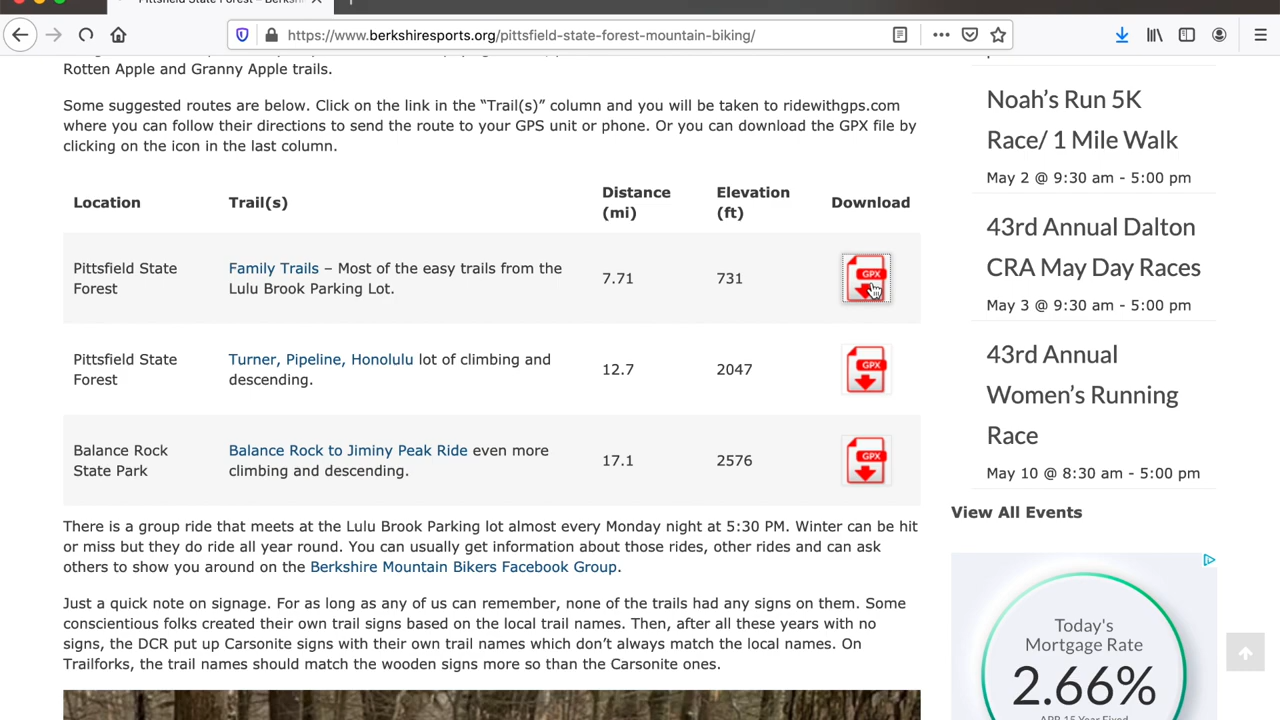 Pittsfield State Forest – Berksh
https://www.berkshiresports.org/pittsfield-state-forest-mountain-biking/
Rotten Apple and Granny Apple trails.
Some suggested routes are below. Click on the link in the “Trail(s)” column and you will be taken to ridewithgps.com
where you can follow their directions to send the route to your GPS unit or phone. Or you can download the GPX file by
clicking on the icon in the last column.
Location
Trail(s)
Distance
(mi)
Elevation
(ft)
Download
Pittsfield State
Forest
Family Trails – Most of the easy trails from the
Lulu Brook Parking Lot.
7.71
731
GPX
Pittsfield State
Forest
Turner, Pipeline, Honolulu lot of climbing and
descending.
12.7
2047
GPX
Balance Rock
State Park
Balance Rock to Jiminy Peak Ride even more
climbing and descending.
17.1
2576
GPX
There is a group ride that meets at the Lulu Brook Parking lot almost every Monday night at 5:30 PM. Winter can be hit
or miss but they do ride all year round. You can usually get information about those rides, other rides and can ask
others to show you around on the Berkshire Mountain Bikers Facebook Group.
Just a quick note on signage. For as long as any of us can remember, none of the trails had any signs on them. Some
conscientious folks created their own trail signs based on the local trail names. Then, after all these years with no
signs, the DCR put up Carsonite signs with their own trail names which don’t always match the local names. On
Trailforks, the trail names should match the wooden signs more so than the Carsonite ones.
Noah’s Run 5K
Race/ 1 Mile Walk
May 2 @ 9:30 am - 5:00 pm
43rd Annual Dalton
CRA May Day Races
May 3 @ 9:30 am - 5:00 pm
43rd Annual
Women’s Running
Race
May 10 @ 8:30 am - 5:00 pm
View All Events
Today's
Mortgage Rate
2.66%
APR 15 Year Fixed